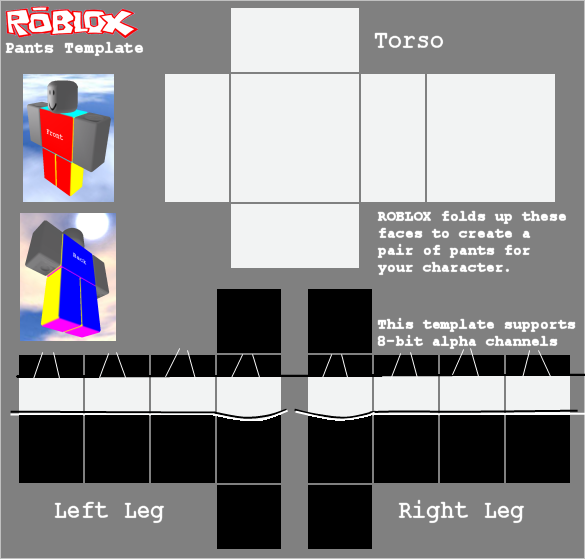 ROBLOX
Pants Template
Torso
Front
Back
ROBLOX folds up these
faces to create a
pair of pants for
your character.
This template supports
8-bit alpha channels
Left Leg
Right Leg